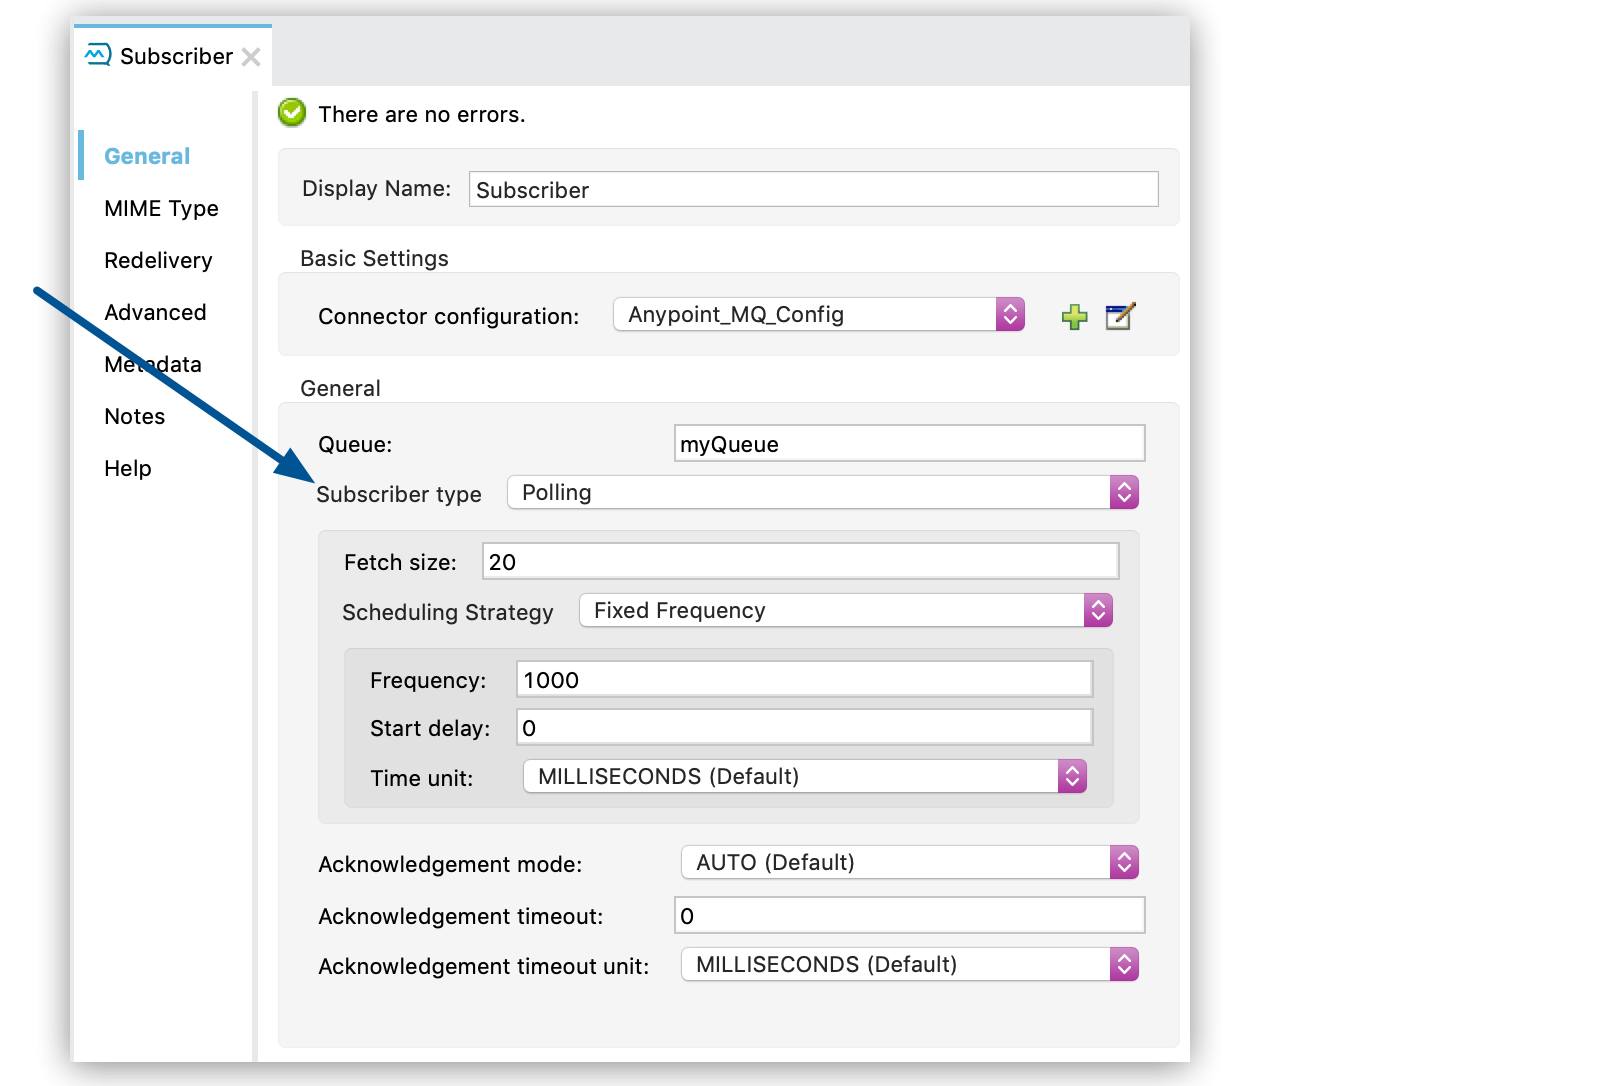 Subscriber
There are no errors.
General
MIME Type
Redelivery
Advanced
Metadata
Notes
Help
Display Name: Subscriber
Basic Settings
Connector configuration: Anypoint_MQ_Config
General
Queue: myQueue
Subscriber type Polling
Fetch size: 20
Scheduling Strategy Fixed Frequency
Frequency: 1000
Start delay: 0
Time unit: MILLISECONDS (Default)
Acknowledgement mode: AUTO (Default)
Acknowledgement timeout: 0
Acknowledgement timeout unit: MILLISECONDS (Default)